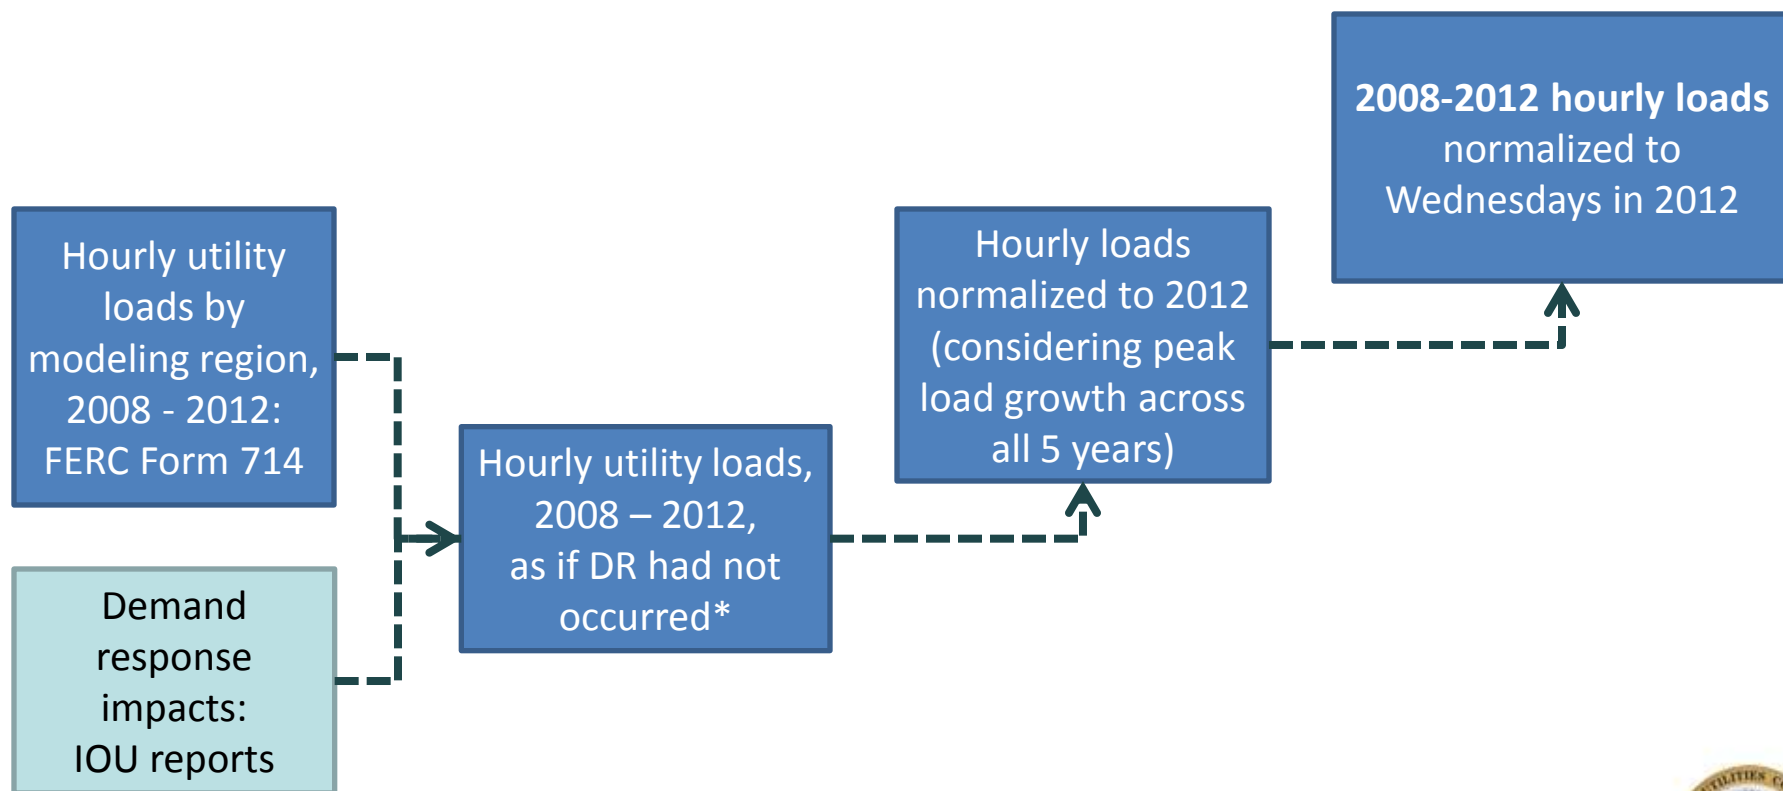 Hourly utility
loads by
modeling region,
2008 - 2012:
FERC Form 714
Demand
response
impacts:
IOU reports
Hourly utility loads,
2008 – 2012,
as if DR had not
occurred*
Hourly loads
normalized to 2012
(considering peak
load growth across
all 5 years)
2008-2012 hourly loads
normalized to
Wednesdays in 2012
UTILITIES